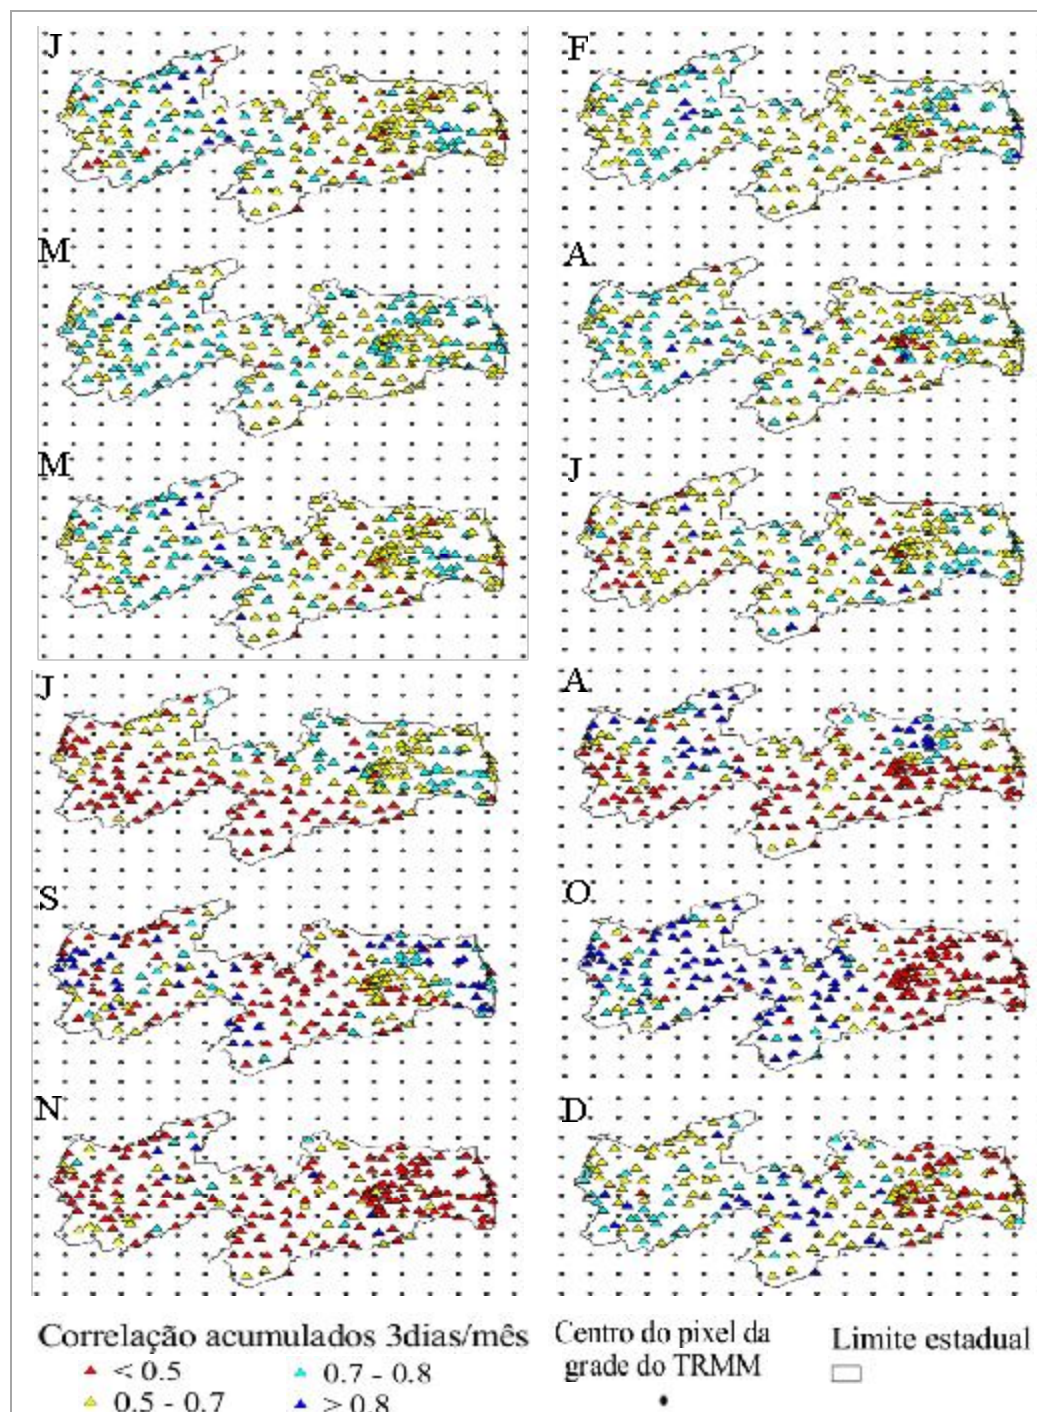 J F
M A
M J
J A
S O
N D
Correlação acumulados 3dias/mês
< 0.5 0.7 - 0.8
0.5 - 0.7 > 0.8
Centro do pixel da
grade do TRMM
Limite estadual